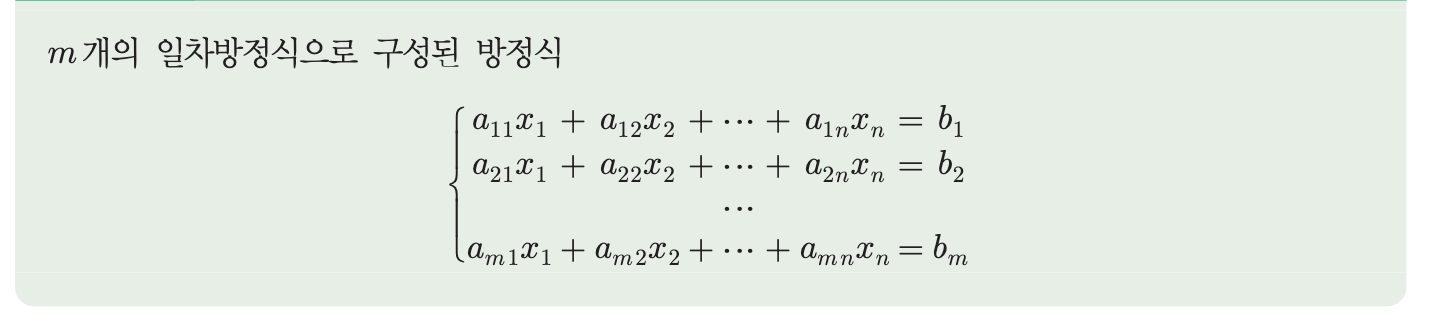 m개의 일차방정식으로 구성된 방정식
a₁₁x₁ + a₁₂x₂ + ⋯ + a₁ₙxₙ = b₁
a₂₁x₁ + a₂₂x₂ + ⋯ + a₂ₙxₙ = b₂
⋯
aₘ₁x₁ + aₘ₂x₂ + ⋯ + aₘₙxₙ = bₘ